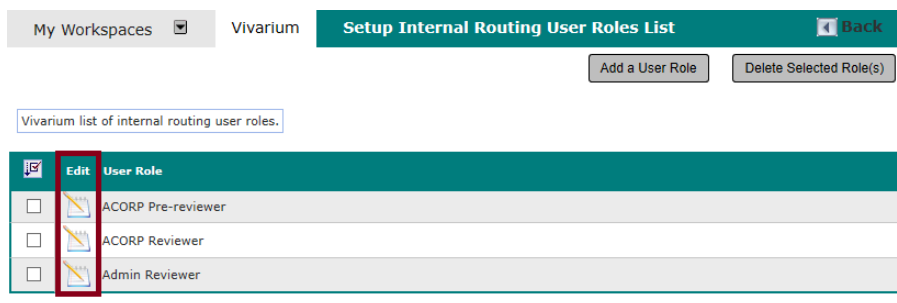 My Workspaces Vivarium Setup Internal Routing User Roles List Back
Add a User Role Delete Selected Role(s)
Vivarium list of internal routing user roles.
Edit User Role
ACORP Pre-reviewer
ACORP Reviewer
Admin Reviewer